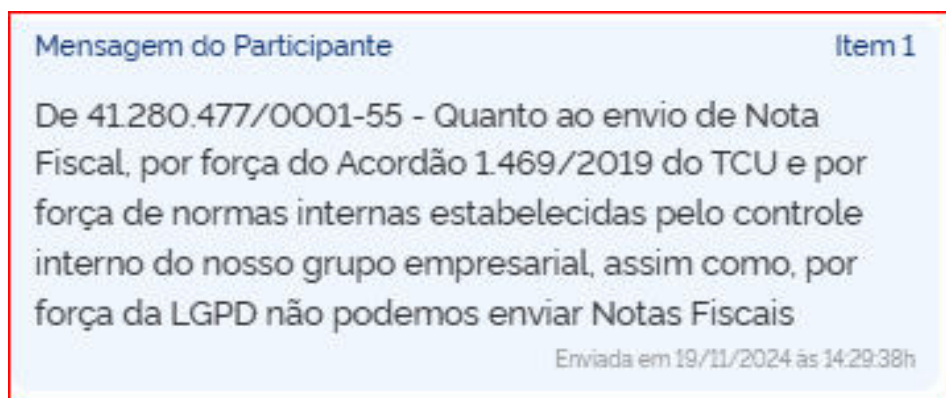 Mensagem do Participante Item 1
De 41.280.477/0001-55 - Quanto ao envio de Nota
Fiscal, por força do Acordão 1.469/2019 do TCU e por
força de normas internas estabelecidas pelo controle
interno do nosso grupo empresarial, assim como, por
força da LGPD não podemos enviar Notas Fiscais
Enviada em 19/11/2024 às 14:29:38h